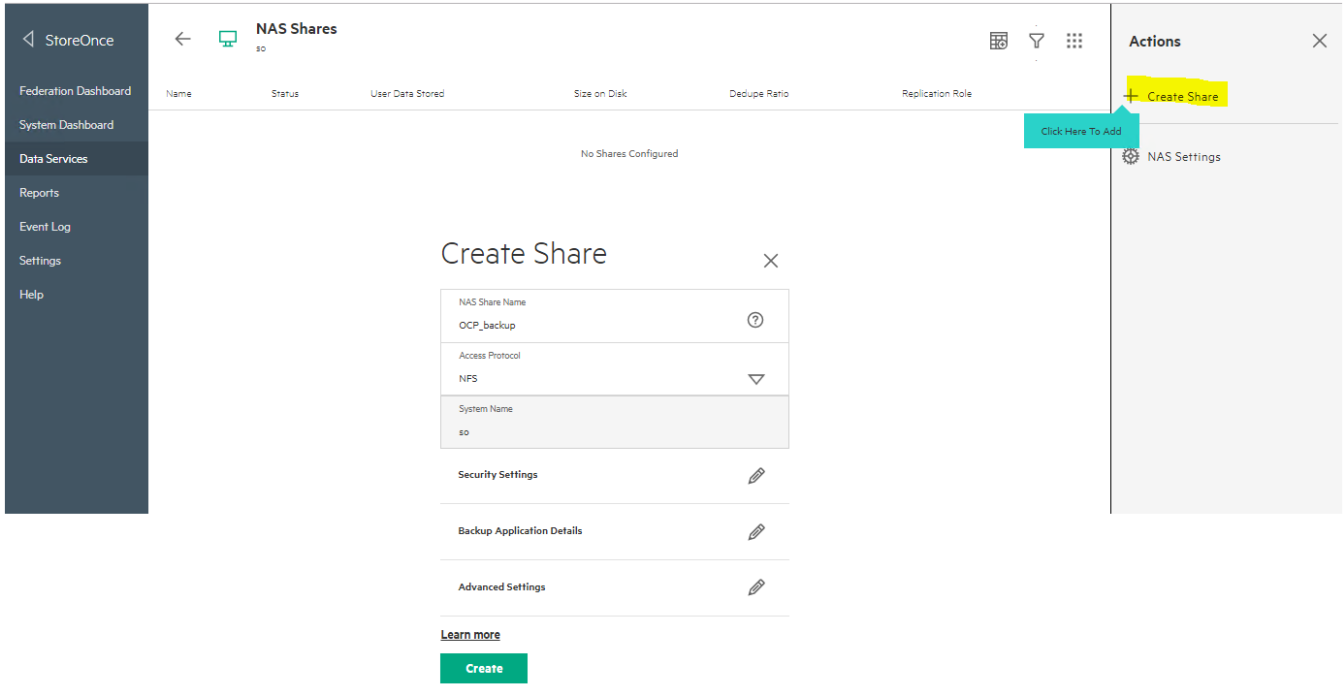 StoreOnce
Federation Dashboard
System Dashboard
Data Services
Reports
Event Log
Settings
Help
NAS Shares
so
Name Status User Data Stored Size on Disk Dedupe Ratio Replication Role
No Shares Configured
Actions
Create Share
Click Here To Add
NAS Settings
Create Share
NAS Share Name
OCP_backup
Access Protocol
NFS
System Name
so
Security Settings
Backup Application Details
Advanced Settings
Learn more
Create